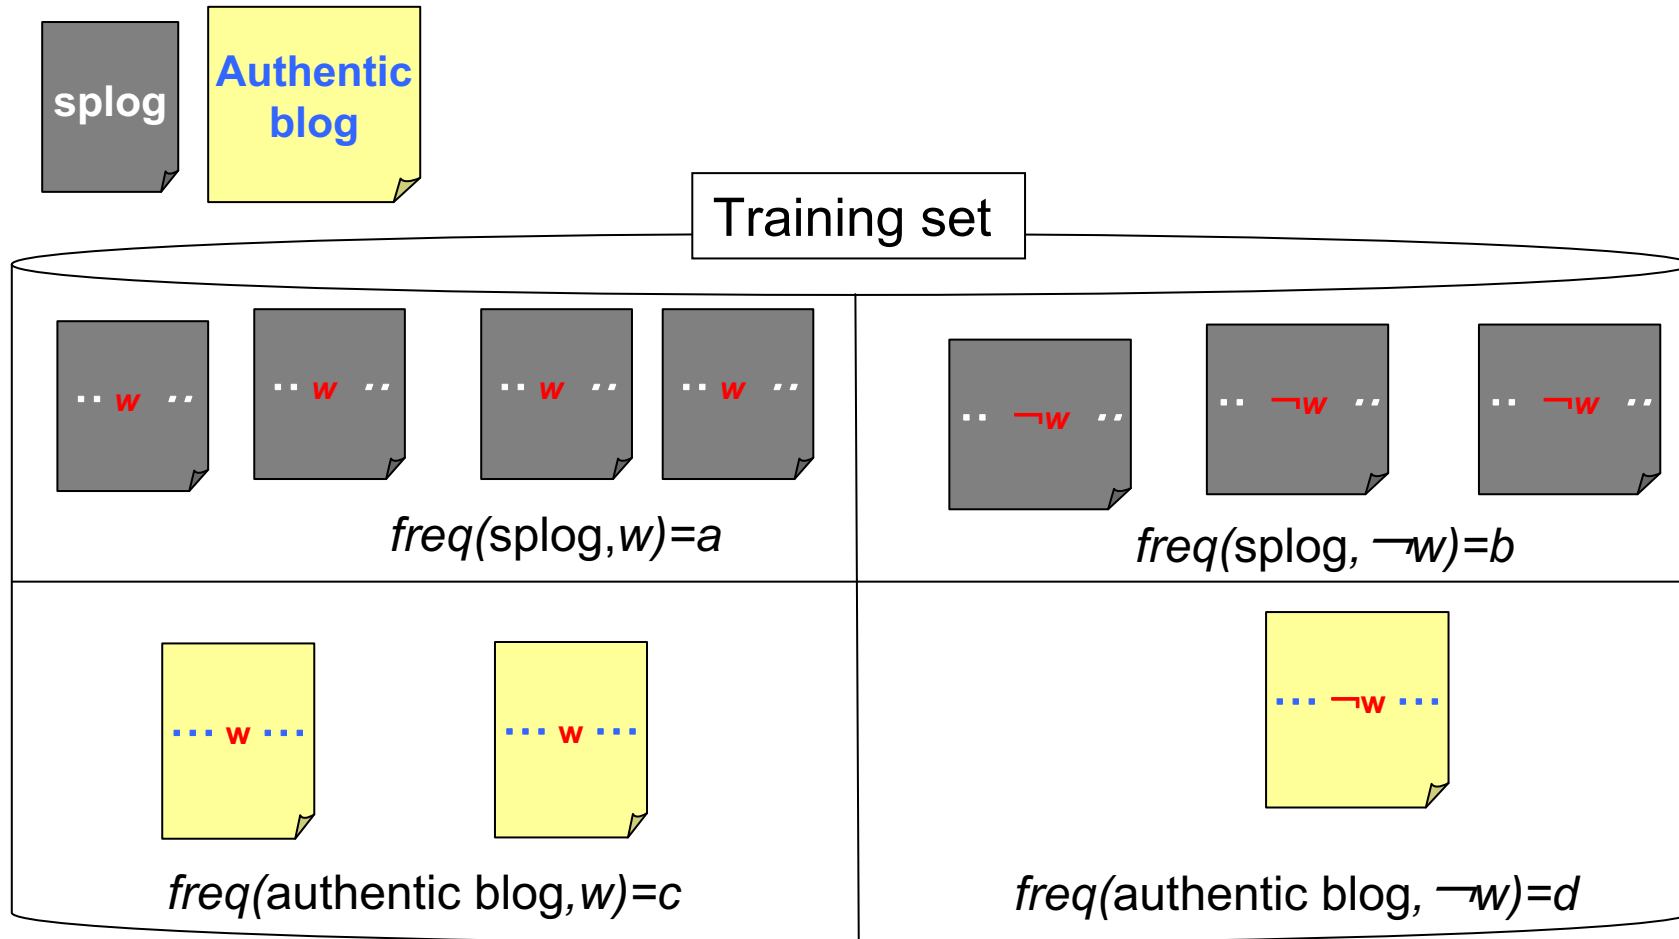 splog
Authentic
blog
Training set
·· w ··
·· w ··
·· w ··
·· w ··
·· ¬w ··
·· ¬w ··
·· ¬w ··
freq(splog,w)=a
freq(splog, ¬w)=b
··· w ···
··· w ···
··· ¬w ···
freq(authentic blog,w)=c
freq(authentic blog, ¬w)=d